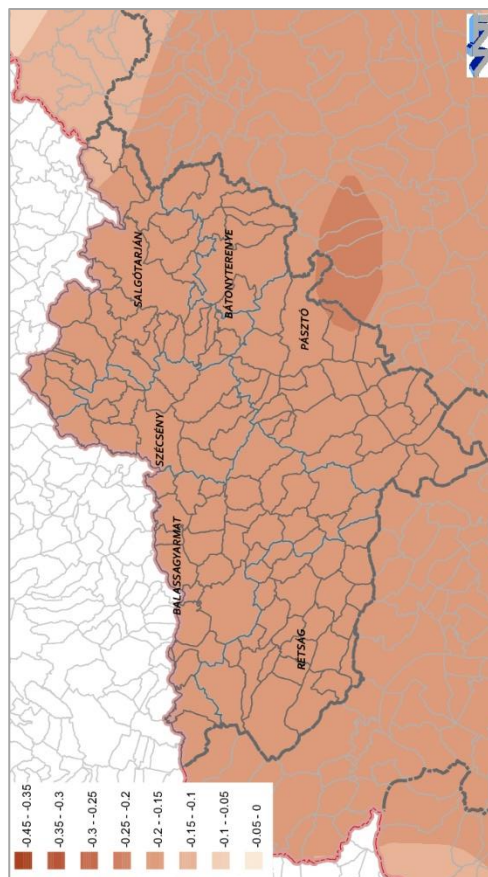 -0.45 - -0.35
-0.35 - -0.3
-0.3 - -0.25
-0.25 - -0.2
-0.2 - -0.15
-0.15 - -0.1
-0.1 - -0.05
-0.05 - 0
BALASSAGYARMAT
SZÉCSÉNY
SALGÓTARJÁN
BÁTONYTERENYE
PÁSZTÓ
RÉTSÁG